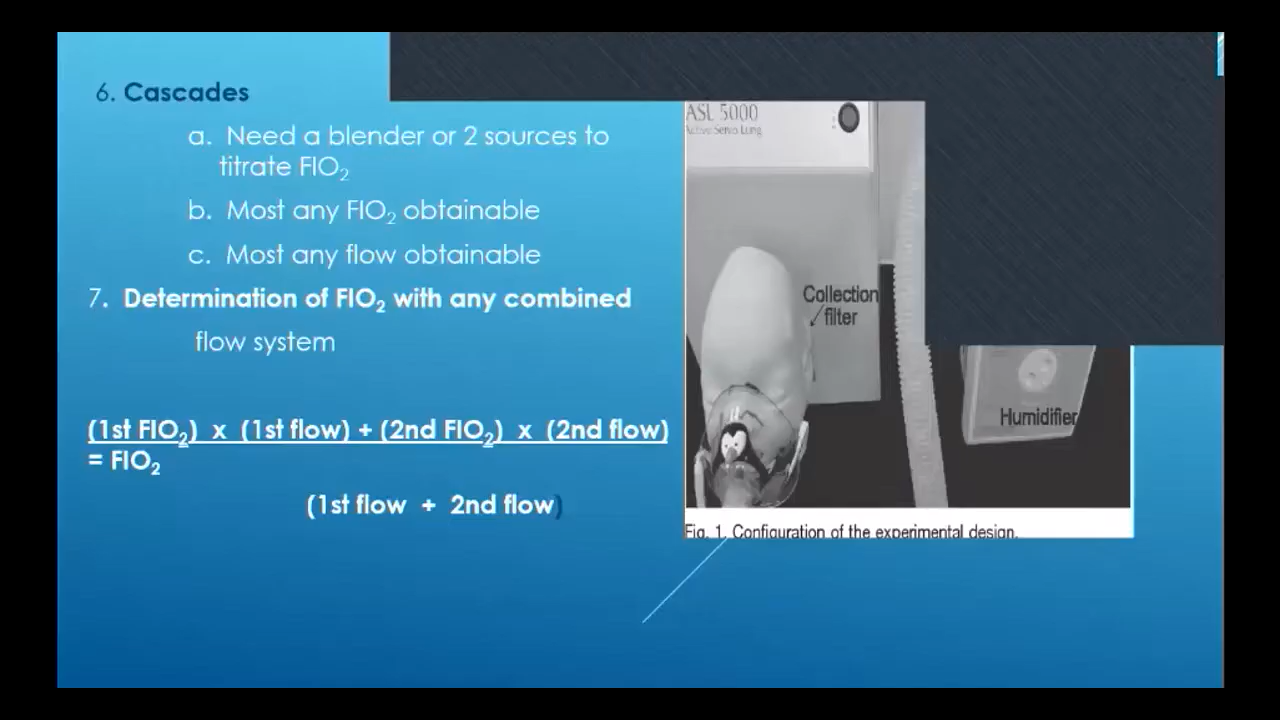 6. Cascades
a. Need a blender or 2 sources to
titrate FIO₂
b. Most any FIO₂ obtainable
c. Most any flow obtainable
7. Determination of FIO₂ with any combined
flow system
(1st FIO₂) x (1st flow) + (2nd FIO₂) x (2nd flow)
= FIO₂
(1st flow + 2nd flow)
ASL 5000
Active Servo Lung
Collection
filter
Humidifier
Fig. 1. Configuration of the experimental design.